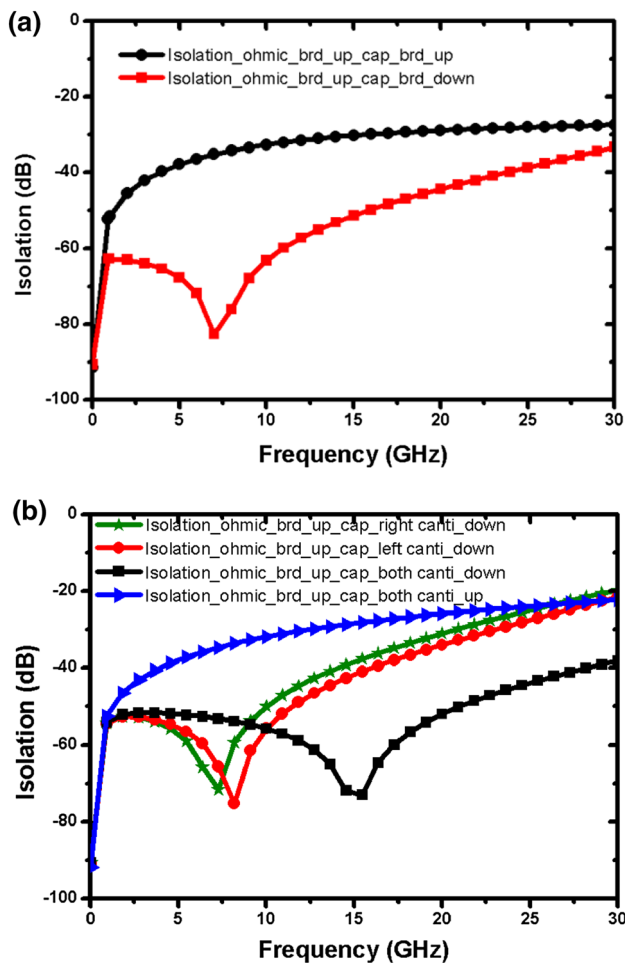 (a)
0
-20
-40
-60
-80
-100
Isolation (dB)
Isolation_ohmic_brd_up_cap_brd_up
Isolation_ohmic_brd_up_cap_brd_down
0 5 10 15 20 25 30
Frequency (GHz)
(b)
0
-20
-40
-60
-80
-100
Isolation (dB)
Isolation_ohmic_brd_up_cap_right canti_down
Isolation_ohmic_brd_up_cap_left canti_down
Isolation_ohmic_brd_up_cap_both canti_down
Isolation_ohmic_brd_up_cap_both canti_up
0 5 10 15 20 25 30
Frequency (GHz)